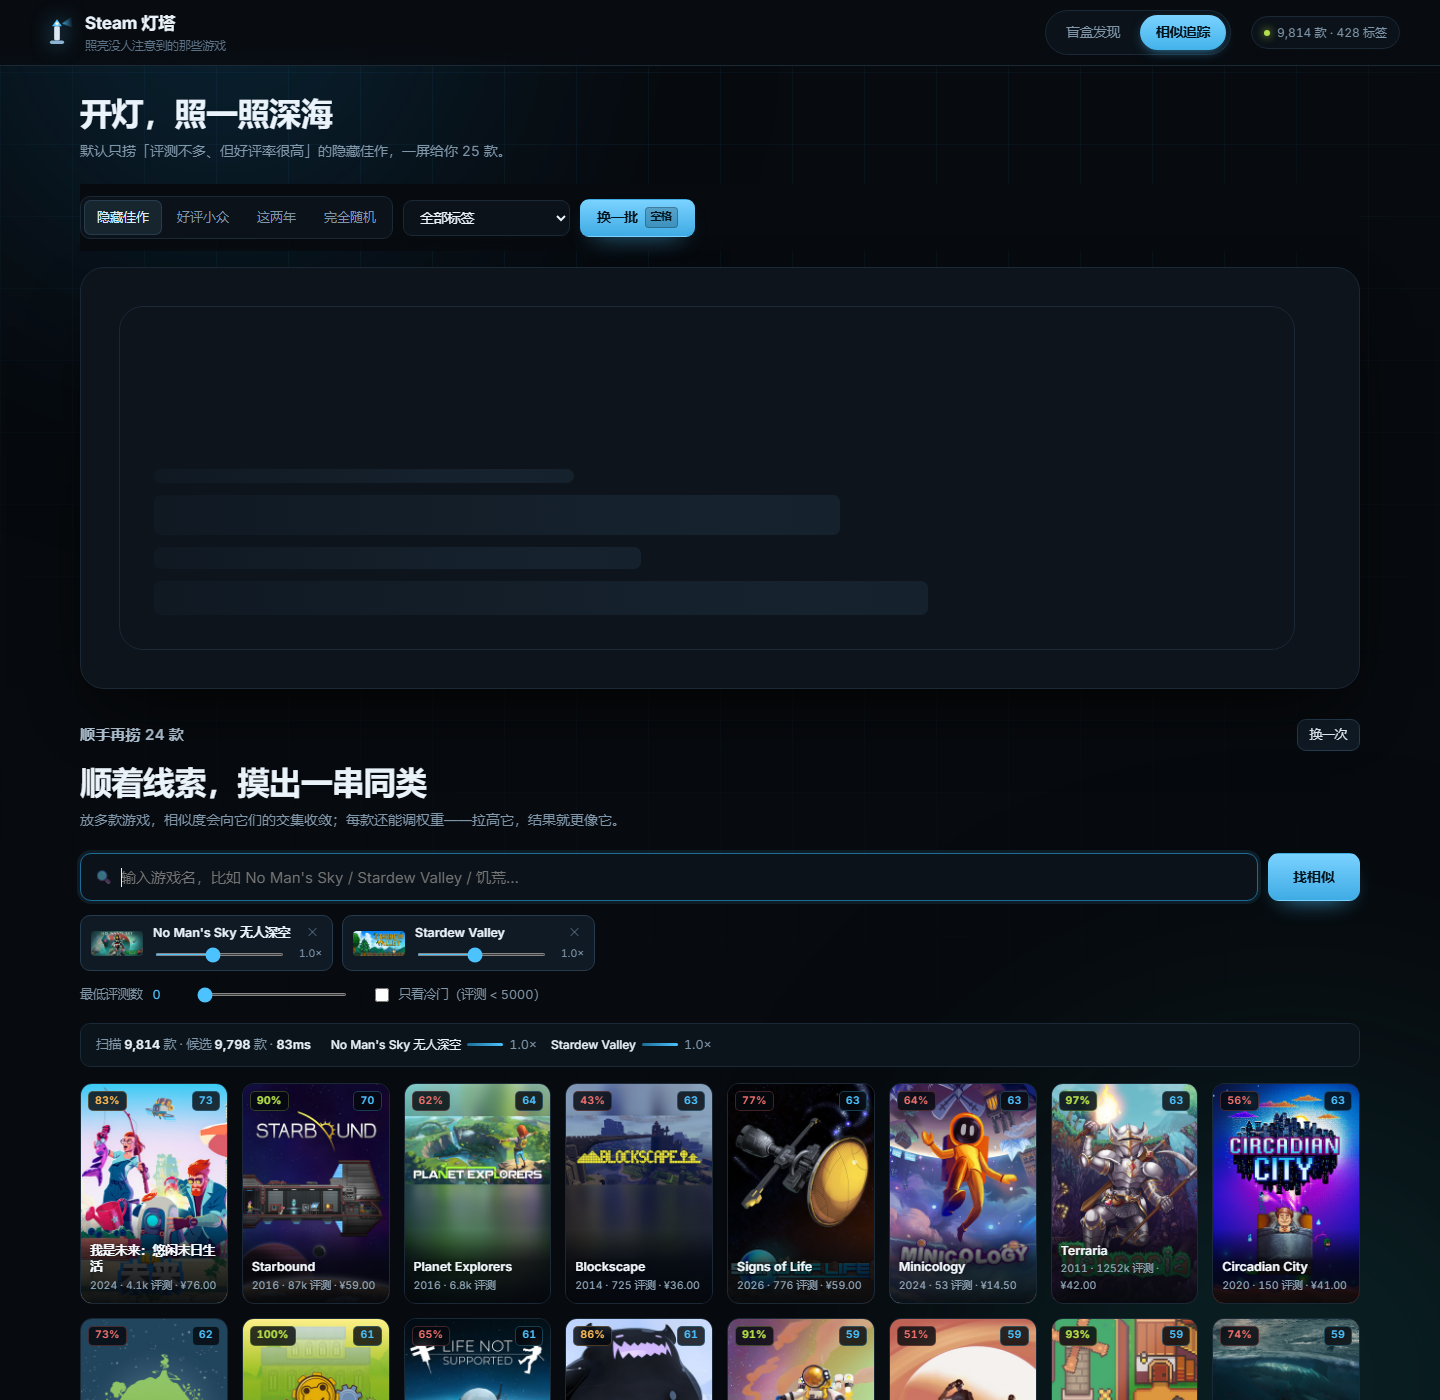 Steam 灯塔
照亮没人注意到的那些游戏
盲盒发现
相似追踪
9,814 款 · 428 标签
开灯，照一照深海
默认只捞「评测不多、但好评率很高」的隐藏佳作，一屏给你 25 款。
隐藏佳作
好评小众
这两年
完全随机
全部标签
换一批 空格
顺手再捞 24 款
换一次
顺着线索，摸出一串同类
放多款游戏，相似度会向它们的交集收敛；每款还能调权重——拉高它，结果就更像它。
输入游戏名，比如 No Man's Sky / Stardew Valley / 饥荒...
找相似
No Man's Sky 无人深空
1.0×
Stardew Valley
1.0×
最低评测数 0
只看冷门（评测 < 5000）
扫描 9,814 款 · 候选 9,798 款 · 83ms No Man's Sky 无人深空 1.0× Stardew Valley 1.0×
83% 73
我是未来：悠闲末日生
活
2024 · 4.1k 评测 · ¥76.00
90% 70
STARBOUND
Starbound
2016 · 87k 评测 · ¥59.00
62% 64
PLANET EXPLORERS
Planet Explorers
2016 · 6.8k 评测
43% 63
BLOCKSCAPE
Blockscape
2014 · 725 评测 · ¥36.00
77% 63
Signs of Life
2026 · 776 评测 · ¥59.00
64% 63
MINICOLOGY
Minicology
2024 · 53 评测 · ¥14.50
97% 63
Terraria
2011 · 1252k 评测 ·
¥42.00
56% 63
CIRCADIAN
CITY
Circadian City
2020 · 150 评测 · ¥41.00
73% 62
100% 61
65% 61
LIFE NOT
SUPPORTED
86% 61
91% 59
51% 59
93% 59
74% 59